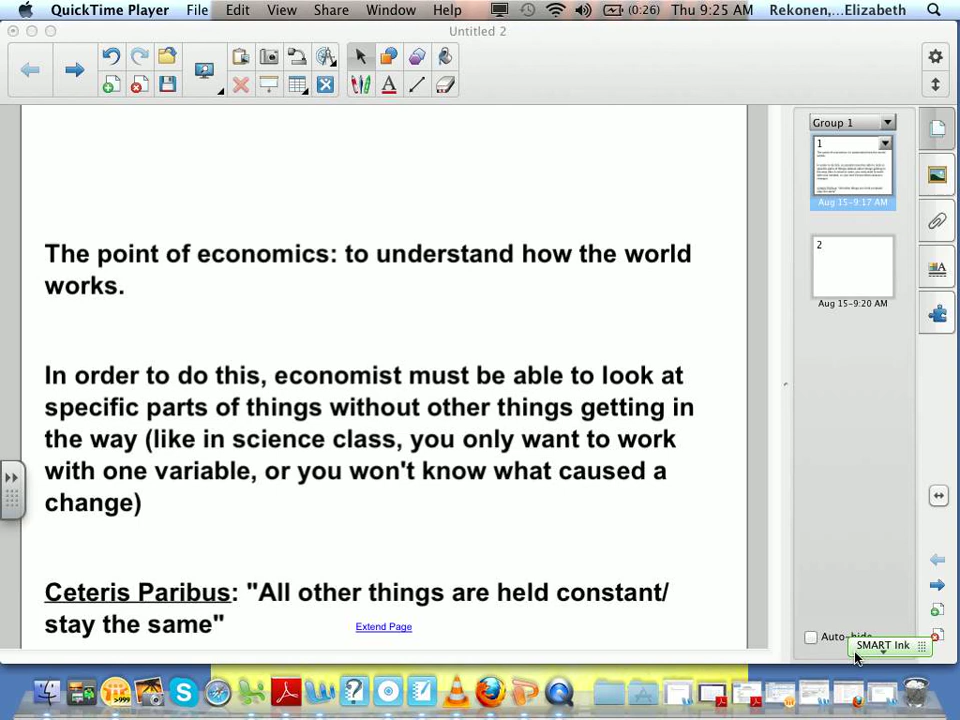 QuickTime Player File Edit View Share Window Help (0:26) Thu 9:25 AM Rekonen,...Elizabeth
Untitled 2
Group 1
1
Aug 15-9:17 AM
2
Aug 15-9:20 AM
The point of economics: to understand how the world
works.
In order to do this, economist must be able to look at
specific parts of things without other things getting in
the way (like in science class, you only want to work
with one variable, or you won't know what caused a
change)
Ceteris Paribus: "All other things are held constant/
stay the same"
Extend Page
Auto-hide
SMART Ink
>999